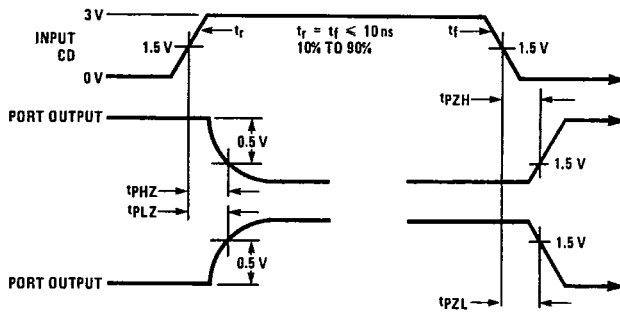 3 V
INPUT
CD
1.5 V
0 V
tr
tr = tf ≤ 10 ns
10% TO 90%
tf
1.5 V
PORT OUTPUT
0.5 V
tPZH
1.5 V
tPHZ
tPLZ
0.5 V
1.5 V
PORT OUTPUT
tPZL